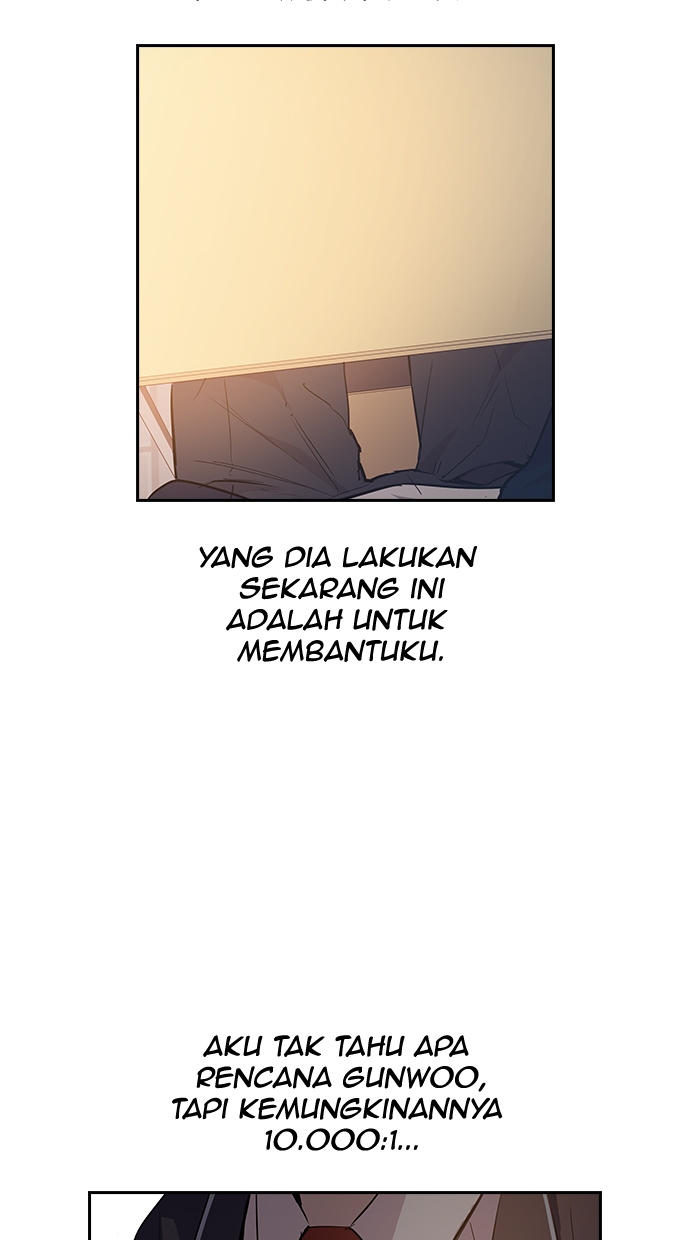 YANG DIA LAKUKAN
SEKARANG INI
ADALAH UNTUK
MEMBANTUKU.
AKU TAK TAHU APA
RENCANA GUNWOO,
TAPI KEMUNGKINANNYA
10.000:1...